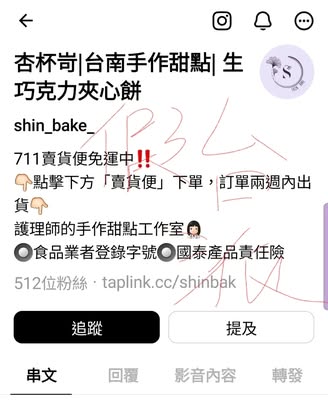 杏杯岢|台南手作甜點| 生
巧克力夾心餅
shin_bake_
711賣貨便免運中‼️
👇🏻點擊下方「賣貨便」下單，訂單兩週內出
貨👇🏻
護理師的手作甜點工作室👩🏻‍⚕️
🔘食品業者登錄字號🔘國泰產品責任險
512位粉絲 · taplink.cc/shinbak
追蹤
提及
串文
回覆
影音內容
轉發
假
台